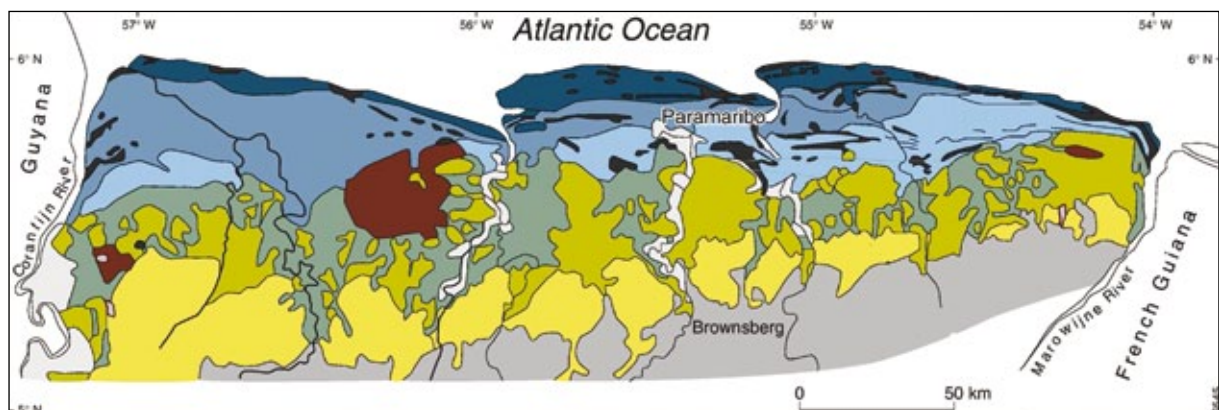 57° W
56° W
55° W
54° W
Atlantic Ocean
6° N
6° N
Guyana
Paramaribo
Corantijn River
Brownsberg
Marowijne River
French Guiana
0 50 km
5° N